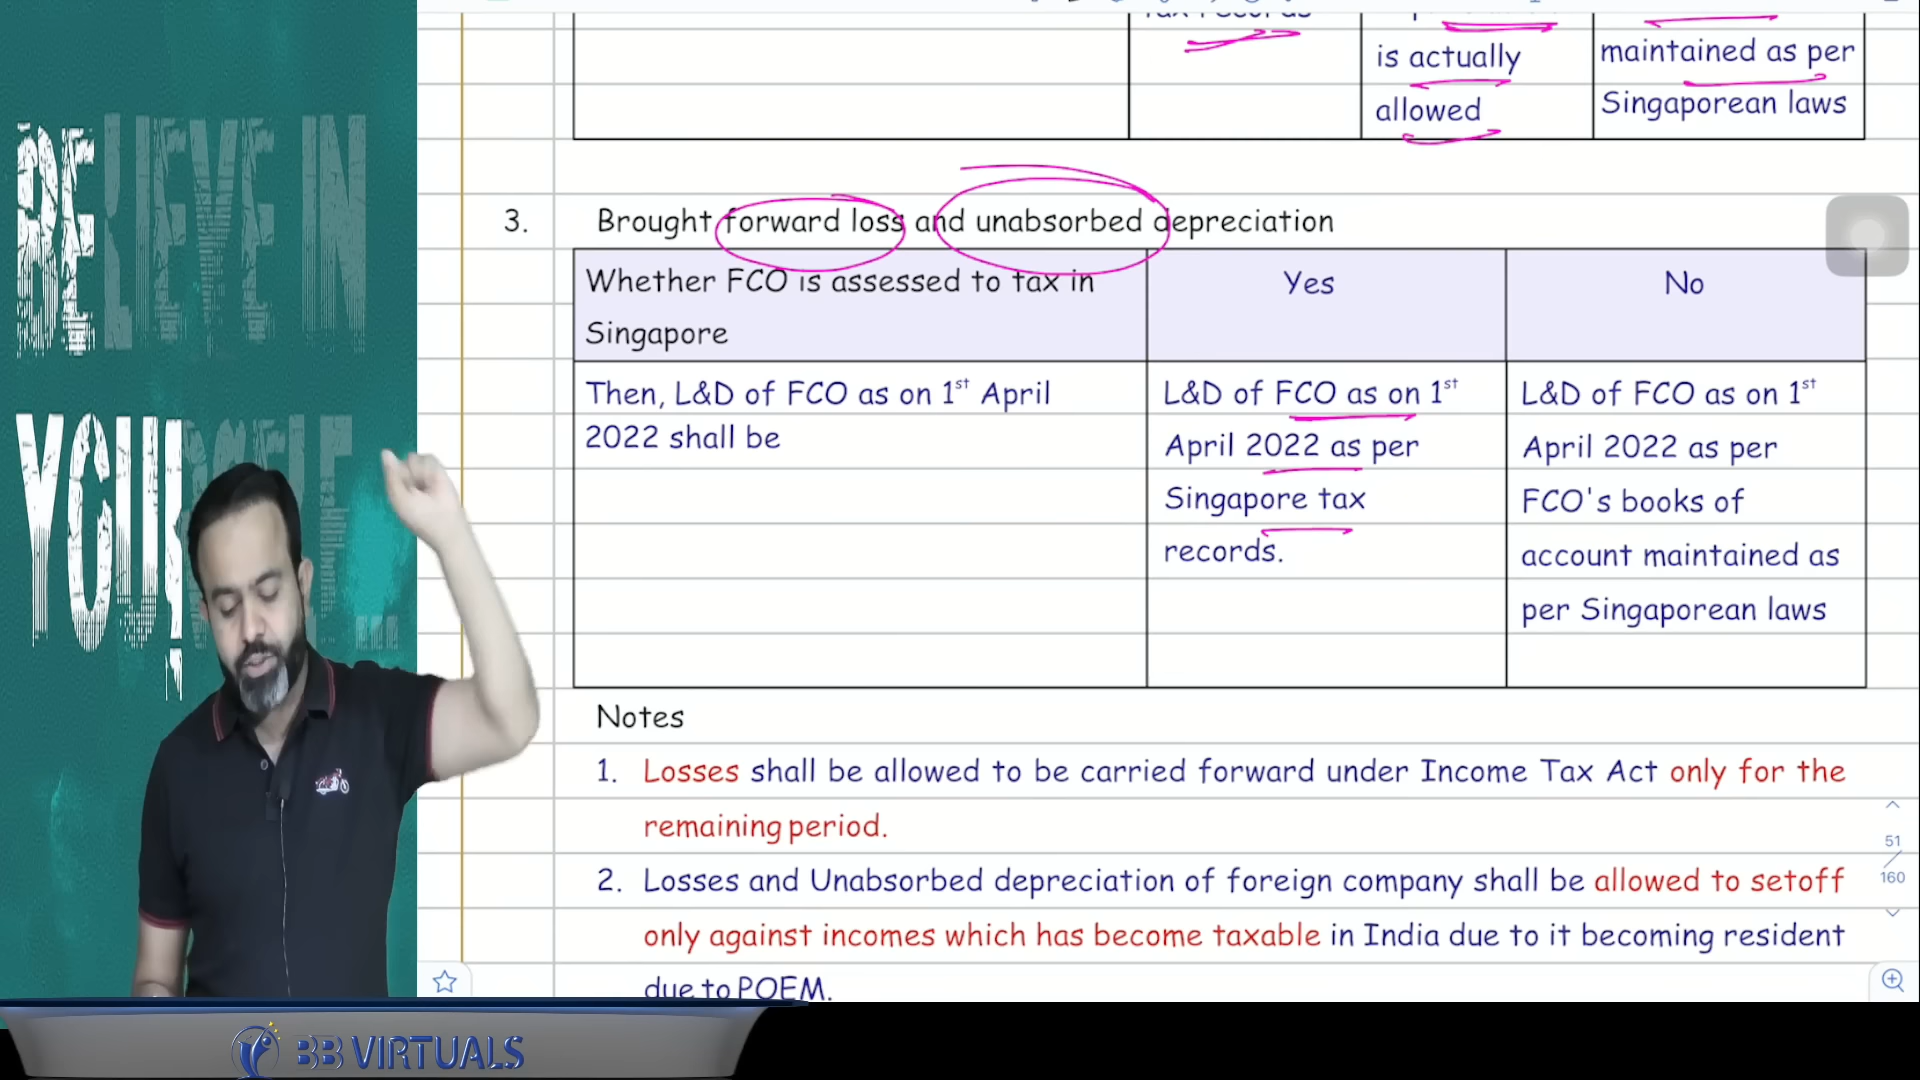 BELIEVE IN
is actually
allowed
maintained as per
Singaporean laws
3. Brought forward loss and unabsorbed depreciation
Whether FCO is assessed to tax in
Singapore
Yes
No
Then, L&D of FCO as on 1st April
2022 shall be
L&D of FCO as on 1st
April 2022 as per
Singapore tax
records.
L&D of FCO as on 1st
April 2022 as per
FCO's books of
account maintained as
per Singaporean laws
Notes
1. Losses shall be allowed to be carried forward under Income Tax Act only for the
remaining period.
2. Losses and Unabsorbed depreciation of foreign company shall be allowed to setoff
only against incomes which has become taxable in India due to it becoming resident
due to POEM.
51
160
BB VIRTUALS